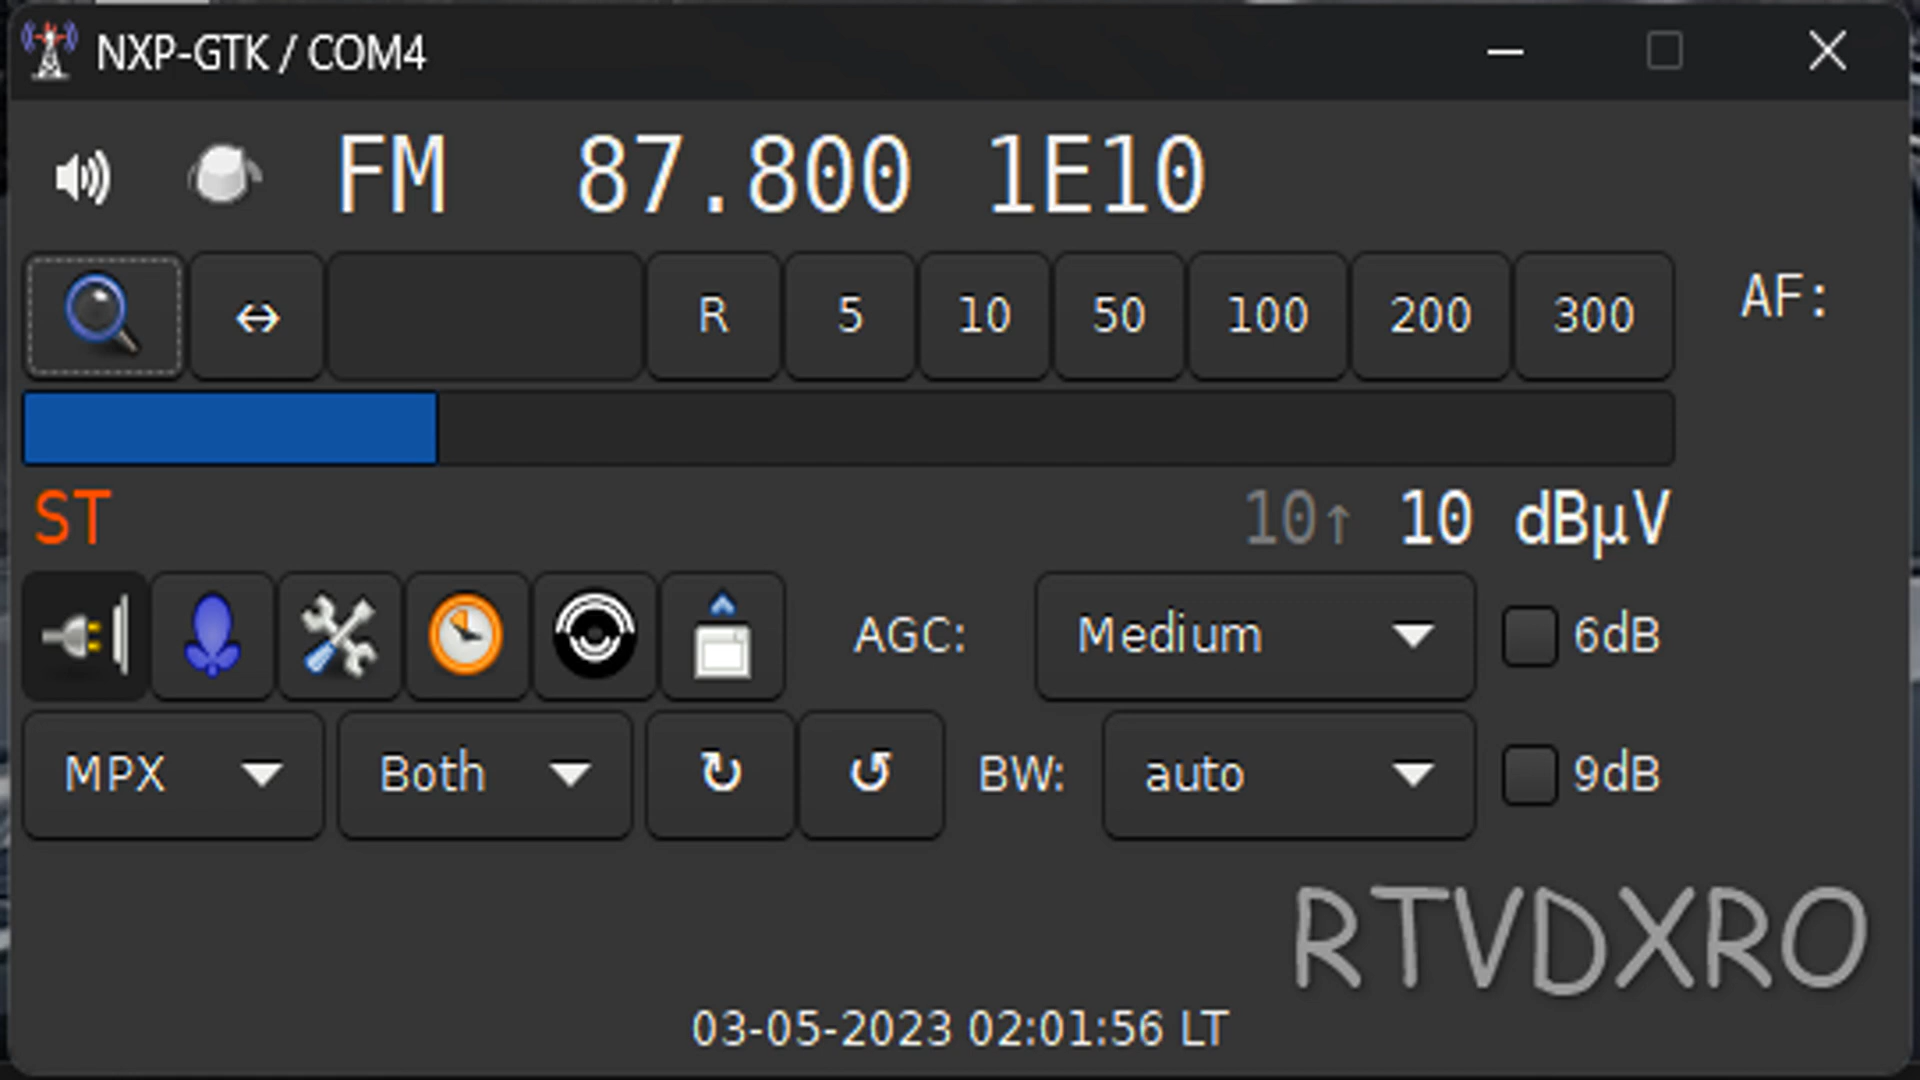 NXP-GTK / COM4
FM 87.800 1E10
↔ R 5 10 50 100 200 300 AF:
ST 10↑ 10 dBµV
AGC: Medium 6dB
MPX Both ↻ ↺ BW: auto 9dB
RTVDXRO
03-05-2023 02:01:56 LT